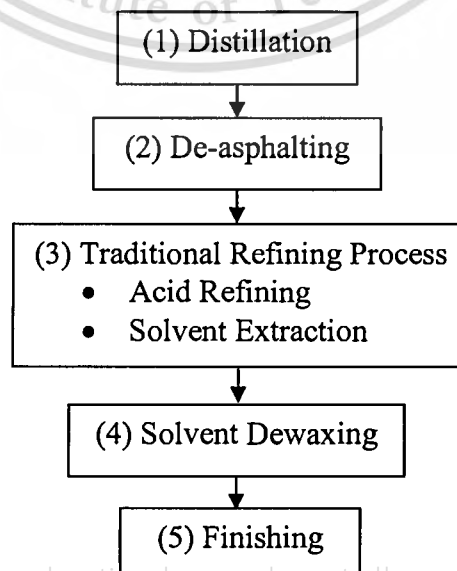 (1) Distillation
(2) De-asphalting
(3) Traditional Refining Process
• Acid Refining
• Solvent Extraction
(4) Solvent Dewaxing
(5) Finishing